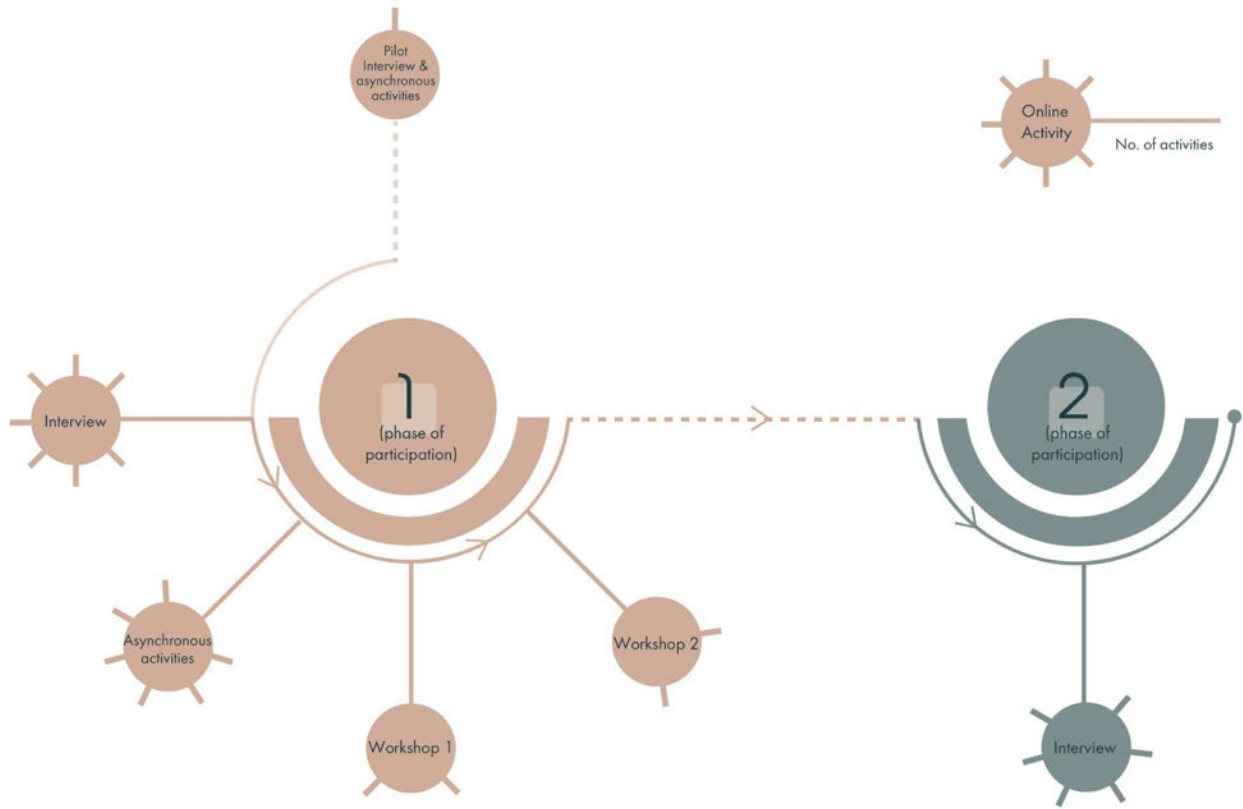 Pilot
Interview &
asynchronous
activities
Online
Activity
No. of activities
1
(phase of
participation)
2
(phase of
participation)
Interview
Asynchronous
activities
Workshop 1
Workshop 2
Interview